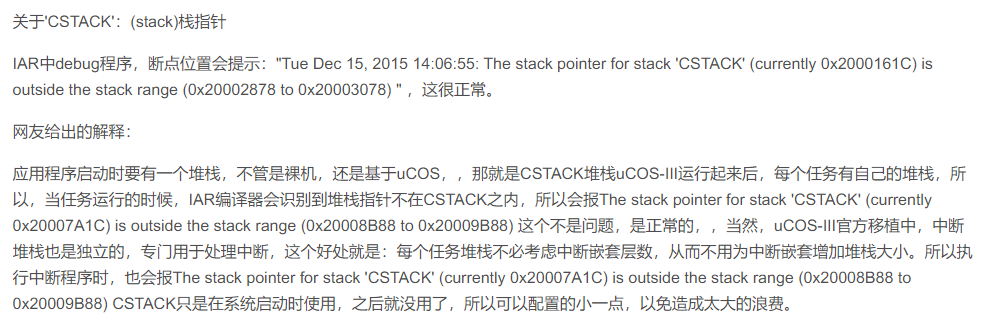 关于'CSTACK'：(stack)栈指针
IAR中debug程序，断点位置会提示："Tue Dec 15, 2015 14:06:55: The stack pointer for stack 'CSTACK' (currently 0x2000161C) is
outside the stack range (0x20002878 to 0x20003078) " ，这很正常。
网友给出的解释：
应用程序启动时要有一个堆栈，不管是裸机，还是基于uCOS，，那就是CSTACK堆栈uCOS-III运行起来后，每个任务有自己的堆栈，所
以，当任务运行的时候，IAR编译器会识别到堆栈指针不在CSTACK之内，所以会报The stack pointer for stack 'CSTACK' (currently
0x20007A1C) is outside the stack range (0x20008B88 to 0x20009B88) 这个不是问题，是正常的，，当然，uCOS-III官方移植中，中断
堆栈也是独立的，专门用于处理中断，这个好处就是：每个任务堆栈不必考虑中断嵌套层数，从而不用为中断嵌套增加堆栈大小。所以执
行中断程序时，也会报The stack pointer for stack 'CSTACK' (currently 0x20007A1C) is outside the stack range (0x20008B88 to
0x20009B88) CSTACK只是在系统启动时使用，之后就没用了，所以可以配置的小一点，以免造成太大的浪费。